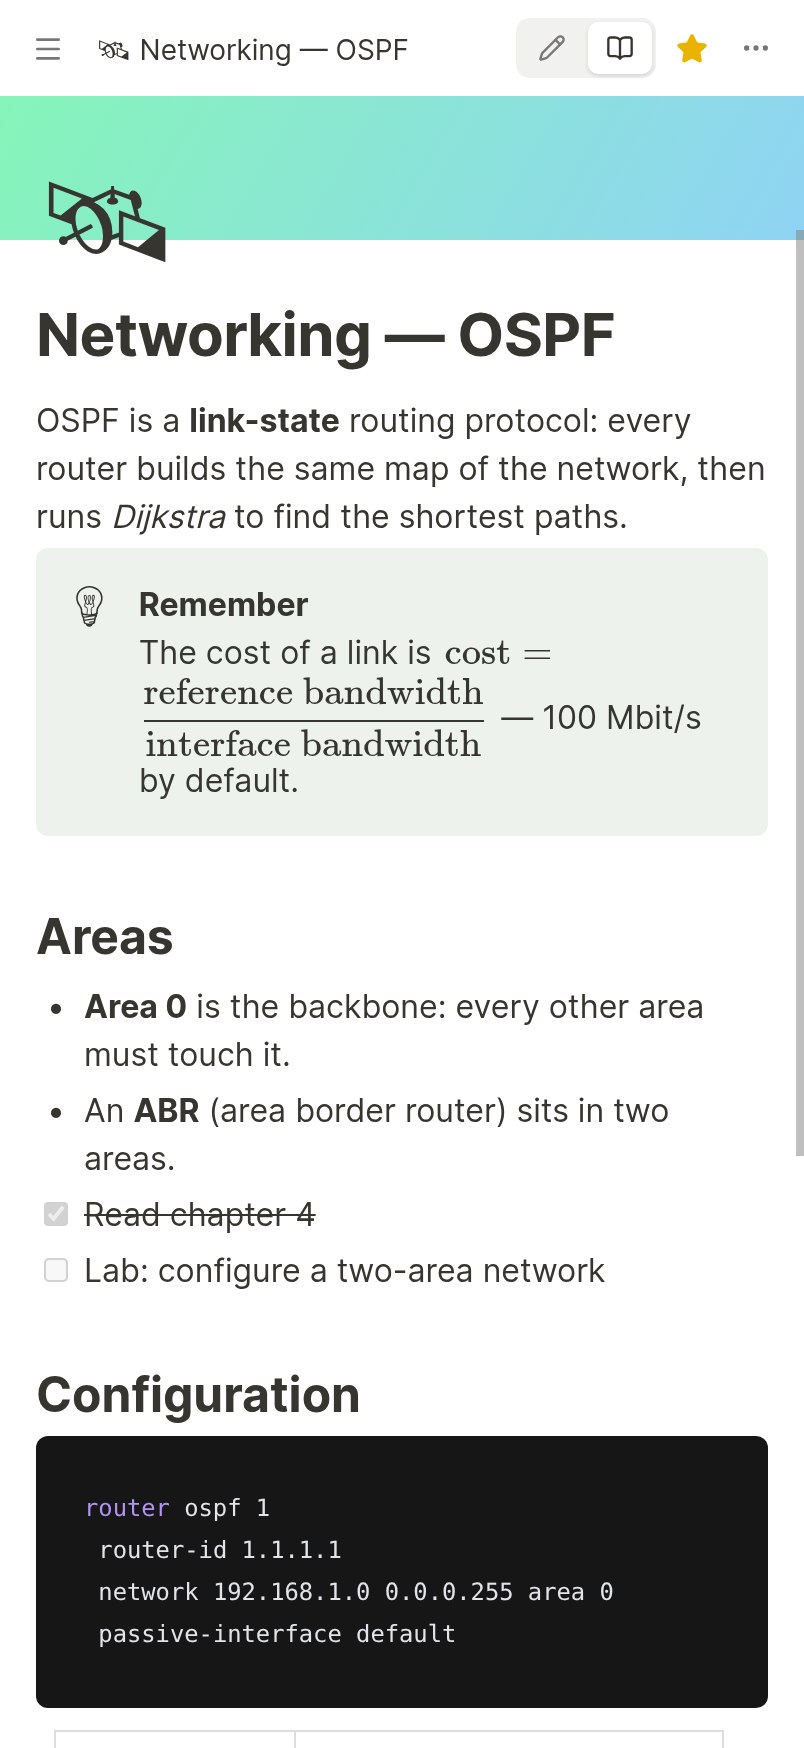 Networking — OSPF
Networking — OSPF
OSPF is a link-state routing protocol: every
router builds the same map of the network, then
runs Dijkstra to find the shortest paths.
Remember
The cost of a link is cost =
reference bandwidth
interface bandwidth — 100 Mbit/s
by default.
Areas
• Area 0 is the backbone: every other area
must touch it.
• An ABR (area border router) sits in two
areas.
Read chapter 4
Lab: configure a two-area network
Configuration
router ospf 1
router-id 1.1.1.1
network 192.168.1.0 0.0.0.255 area 0
passive-interface default